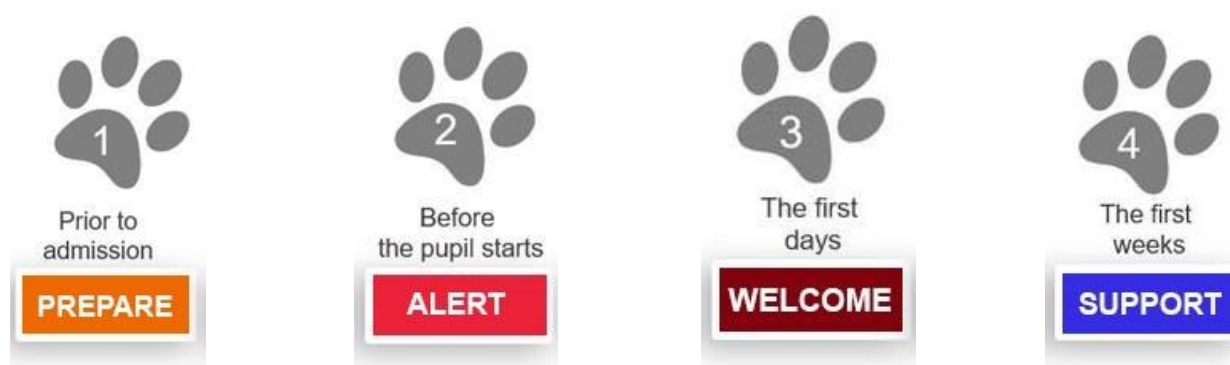 1
Prior to
admission
PREPARE
2
Before
the pupil starts
ALERT
3
The first
days
WELCOME
4
The first
weeks
SUPPORT